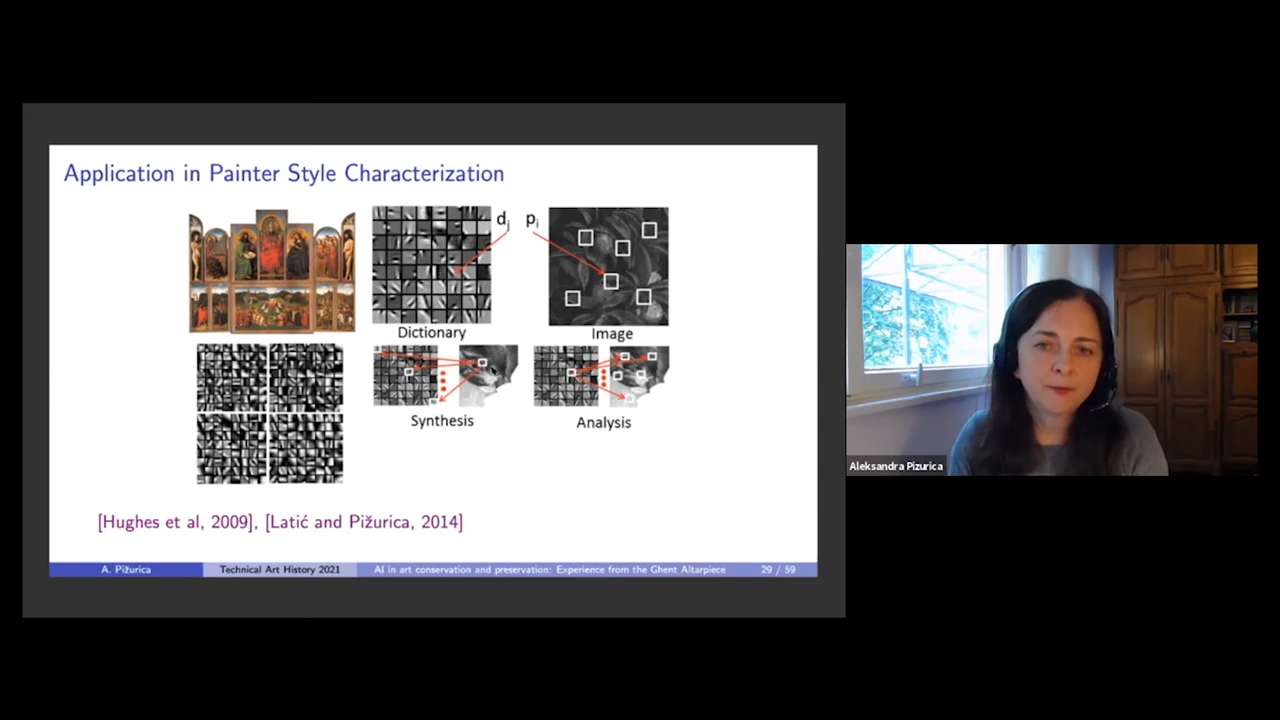 Application in Painter Style Characterization
dj pi
Dictionary
Image
Synthesis
Analysis
[Hughes et al, 2009], [Latić and Pižurica, 2014]
A. Pižurica
Technical Art History 2021
AI in art conservation and preservation: Experience from the Ghent Altarpiece
29 / 59
Aleksandra Pizurica